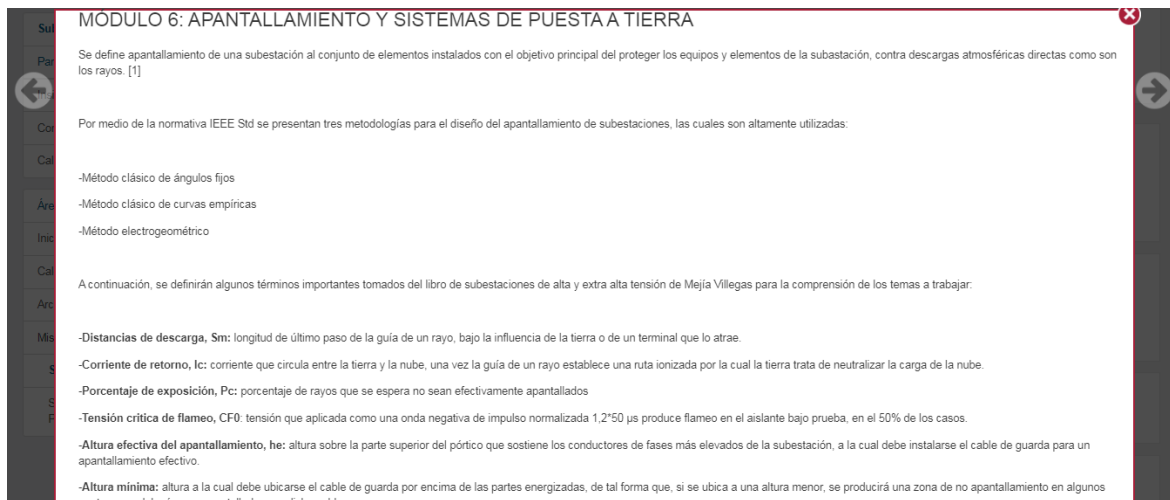 MÓDULO 6: APANTALLAMIENTO Y SISTEMAS DE PUESTA A TIERRA
Se define apantallamiento de una subestación al conjunto de elementos instalados con el objetivo principal del proteger los equipos y elementos de la subastación, contra descargas atmosféricas directas como son
los rayos. [1]
Por medio de la normativa IEEE Std se presentan tres metodologías para el diseño del apantallamiento de subestaciones, las cuales son altamente utilizadas:
-Método clásico de ángulos fijos
-Método clásico de curvas empíricas
-Método electrogeométrico
A continuación, se definirán algunos términos importantes tomados del libro de subestaciones de alta y extra alta tensión de Mejía Villegas para la comprensión de los temas a trabajar:
-Distancias de descarga, Sm: longitud de último paso de la guía de un rayo, bajo la influencia de la tierra o de un terminal que lo atrae.
-Corriente de retorno, Ic: corriente que circula entre la tierra y la nube, una vez la guía de un rayo establece una ruta ionizada por la cual la tierra trata de neutralizar la carga de la nube.
-Porcentaje de exposición, Pc: porcentaje de rayos que se espera no sean efectivamente apantallados
-Tensión critica de flameo, CF0: tensión que aplicada como una onda negativa de impulso normalizada 1,2*50 µs produce flameo en el aislante bajo prueba, en el 50% de los casos.
-Altura efectiva del apantallamiento, he: altura sobre la parte superior del pórtico que sostiene los conductores de fases más elevados de la subestación, a la cual debe instalarse el cable de guarda para un
apantallamiento efectivo.
-Altura mínima: altura a la cual debe ubicarse el cable de guarda por encima de las partes energizadas, de tal forma que, si se ubica a una altura menor, se producirá una zona de no apantallamiento en algunos